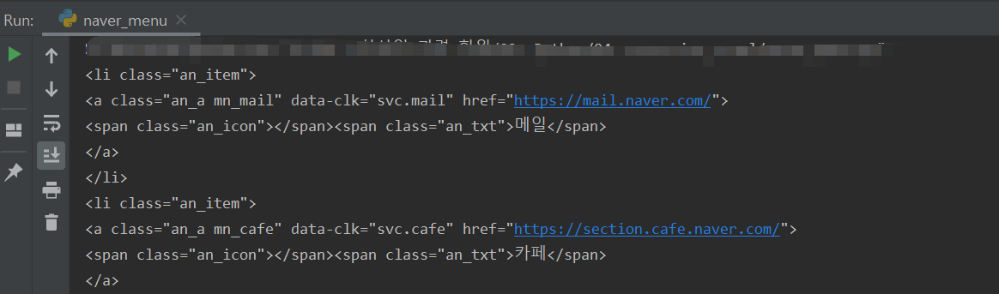 Run: naver_menu
<li class="an_item">
<a class="an_a mn_mail" data-clk="svc.mail" href="https://mail.naver.com/">
<span class="an_icon"></span><span class="an_txt">메일</span>
</a>
</li>
<li class="an_item">
<a class="an_a mn_cafe" data-clk="svc.cafe" href="https://section.cafe.naver.com/">
<span class="an_icon"></span><span class="an_txt">카페</span>
</a>